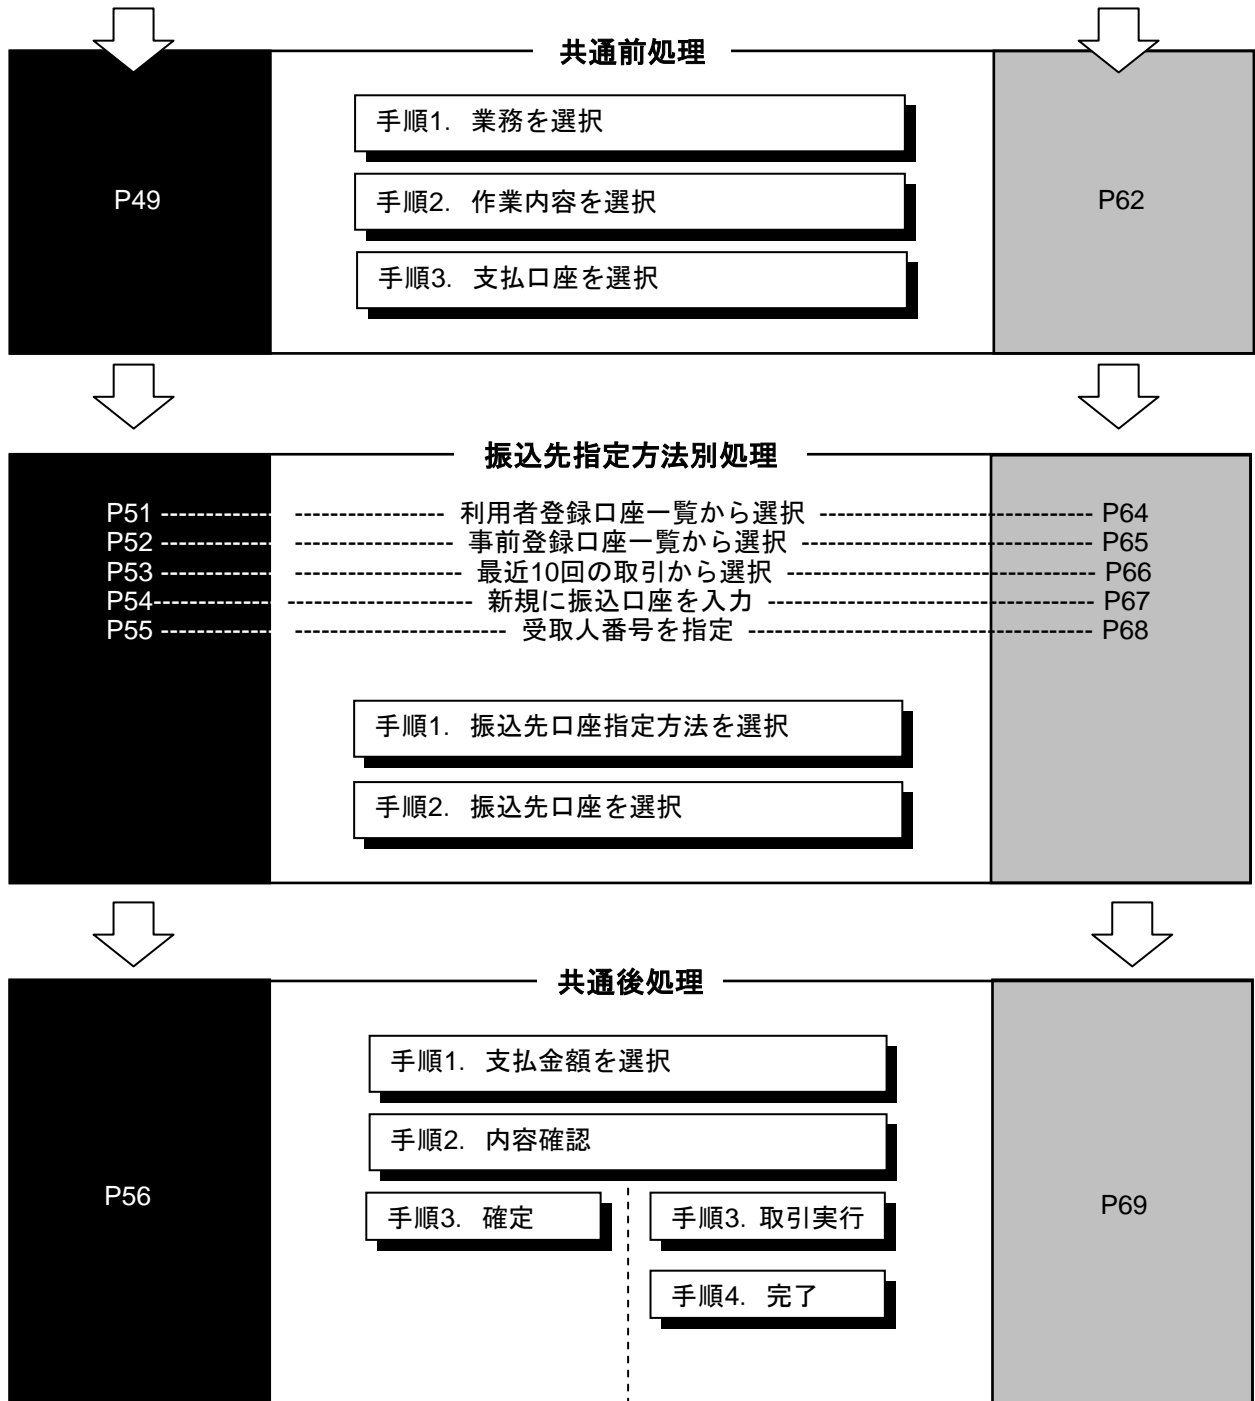 共通前処理
手順1. 業務を選択
P49
手順2. 作業内容を選択
P62
手順3. 支払口座を選択
振込先指定方法別処理
P51 ------------- ----------------- 利用者登録口座一覧から選択 ------------------------------ P64
P52 ------------- ------------------ 事前登録口座一覧から選択 --------------------------------- P65
P53 ------------- ------------------- 最近10回の取引から選択 ---------------------------------- P66
P54------------- -------------------- 新規に振込口座を入力 ------------------------------------ P67
P55 ------------- ----------------------- 受取人番号を指定 -------------------------------------- P68
手順1. 振込先口座指定方法を選択
手順2. 振込先口座を選択
共通後処理
手順1. 支払金額を選択
手順2. 内容確認
P56
手順3. 確定
手順3. 取引実行
P69
手順4. 完了